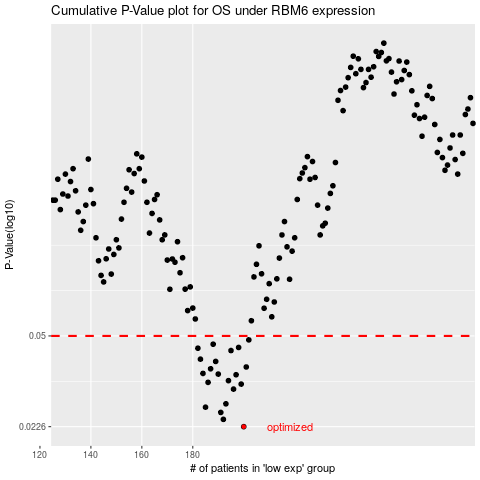 Cumulative P-Value plot for OS under RBM6 expression
P-Value(log10)
0.05
0.0226
optimized
120 140 160 180
# of patients in 'low exp' group